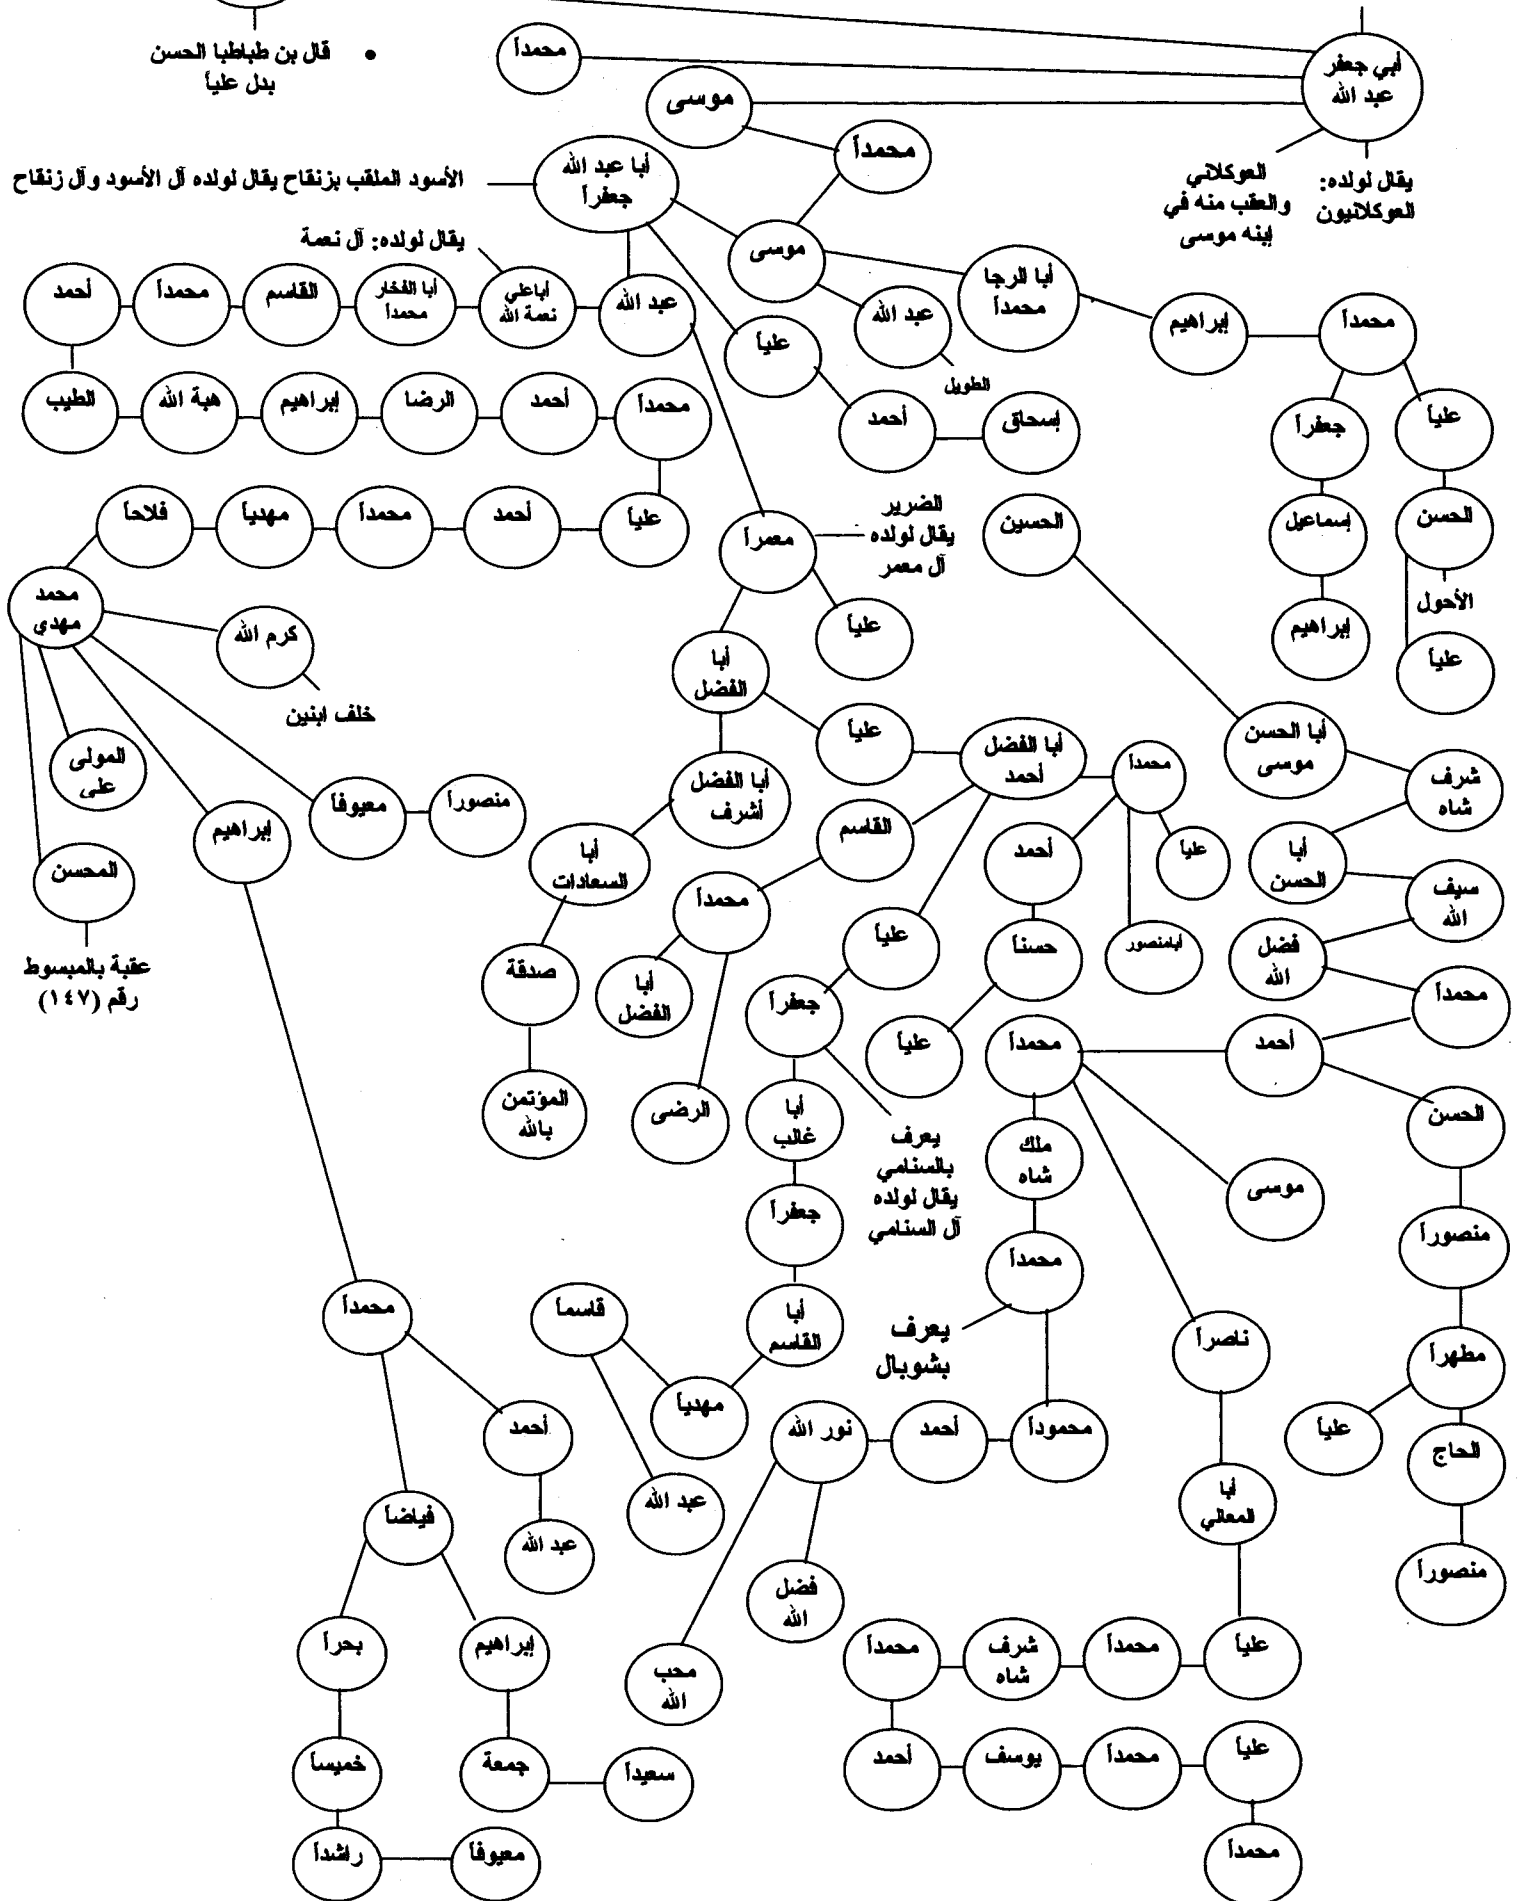 • قال بن طباطبا الحسن
بدل علياً
محمداً
أبي جعفر
عبد الله
موسى
محمداً
العوكلاني
والعقب منه في
إبنه موسى
يقال لولده:
العوكلانيون
أبا عبد الله
جعفراً
الأسود الملقب بزنقاح يقال لولده آل الأسود وآل زنقاح
يقال لولده: آل نعمة
موسى
أبا الرجا
محمداً
عبد الله
الطويل
إبراهيم
محمداً
عبد الله
أباعلي
نعمة الله
أبا الفخار
محمداً
القاسم
محمداً
أحمد
علياً
أحمد
إسحاق
جعفراً
علياً
محمداً
أحمد
الرضا
إبراهيم
هبة الله
الطيب
علياً
أحمد
محمداً
مهدياً
فلاحاً
معمراً
الضرير
يقال لولده
آل معمر
الحسين
إسماعيل
الحسن
الأحول
إبراهيم
علياً
محمد
مهدي
كرم الله
خلف ابنين
علياً
أبا
الفضل
المولى
على
علياً
أبا الفضل
أحمد
محمداً
أبا الحسن
موسى
شرف
شاه
إبراهيم
معيوفاً
منصوراً
أبا الفضل
أشرف
القاسم
أحمد
علياً
أبا
الحسن
سيف
الله
المحسن
عقبة بالمبسوط
رقم (١٤٧)
أبا
السعادات
محمداً
علياً
حسناً
أبامنصور
فضل
الله
محمداً
صدقة
أبا
الفضل
جعفراً
علياً
محمداً
أحمد
الحسن
المؤتمن
بالله
الرضى
أبا
غالب
يعرف
بالسنامي
يقال لولده
آل السنامي
ملك
شاه
موسى
جعفراً
محمداً
منصوراً
محمداً
قاسماً
أبا
القاسم
يعرف
بشوبال
ناصراً
مطهراً
مهدياً
أحمد
نور الله
أحمد
محموداً
علياً
الحاج
عبد الله
أبا
المعالي
فياضاً
عبد الله
فضل
الله
منصوراً
بحراً
إبراهيم
محب
الله
محمداً
شرف
شاه
محمداً
علياً
خميساً
جمعة
سعيداً
أحمد
يوسف
محمداً
علياً
راشداً
معيوفاً
محمداً